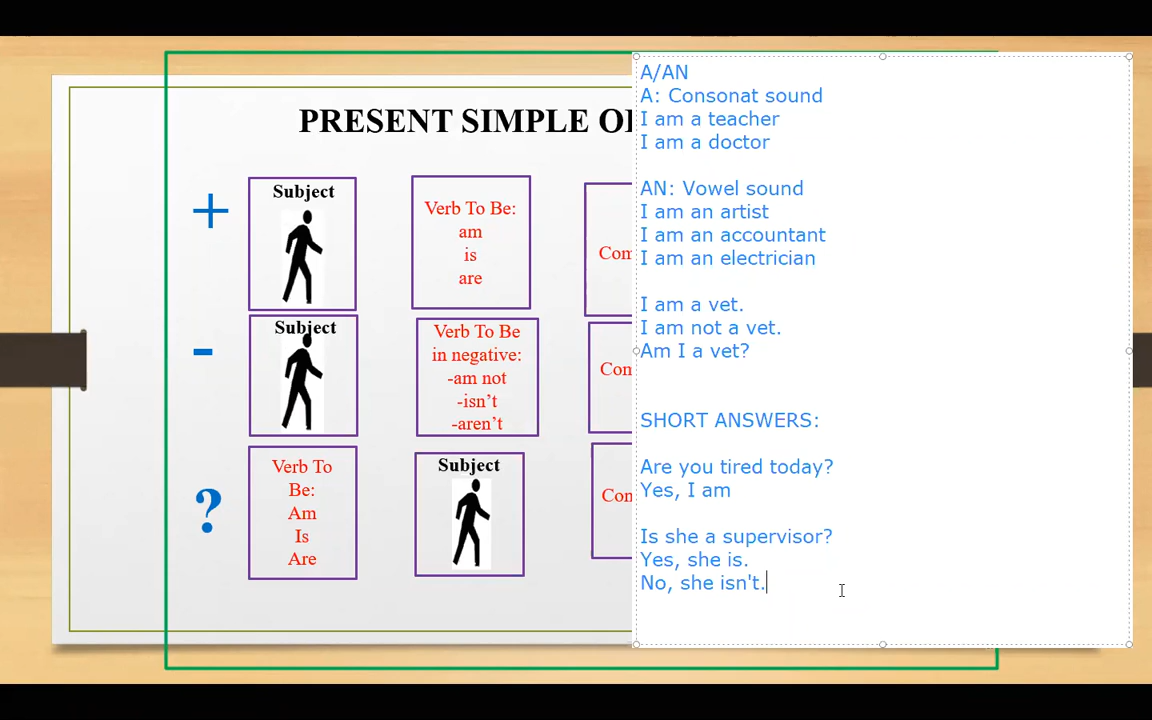 PRESENT SIMPLE
+
Subject
Verb To Be:
am
is
are
-
Subject
Verb To Be
in negative:
-am not
-isn't
-aren't
?
Verb To
Be:
Am
Is
Are
Subject
A/AN
A: Consonat sound
I am a teacher
I am a doctor
AN: Vowel sound
I am an artist
I am an accountant
I am an electrician
I am a vet.
I am not a vet.
Am I a vet?
SHORT ANSWERS:
Are you tired today?
Yes, I am
Is she a supervisor?
Yes, she is.
No, she isn't.